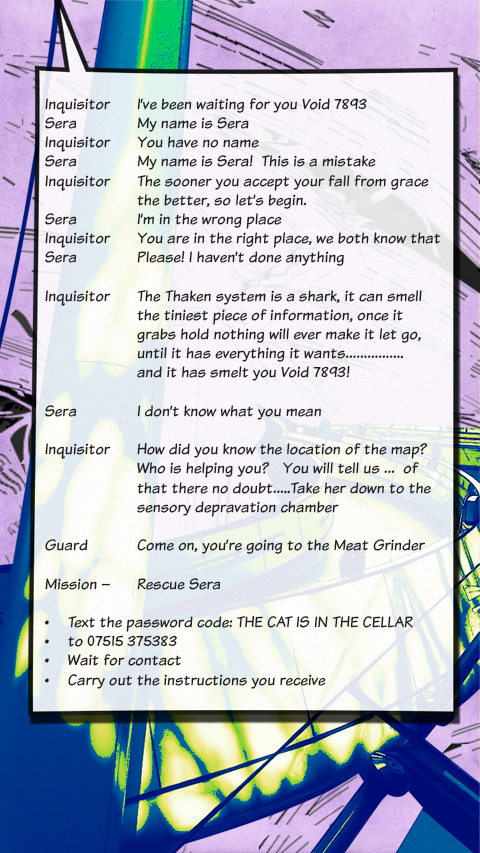 Inquisitor I've been waiting for you Void 7893
Sera My name is Sera
Inquisitor You have no name
Sera My name is Sera! This is a mistake
Inquisitor The sooner you accept your fall from grace
the better, so let's begin.
Sera I'm in the wrong place
Inquisitor You are in the right place, we both know that
Sera Please! I haven't done anything
Inquisitor The Thaken system is a shark, it can smell
the tiniest piece of information, once it
grabs hold nothing will ever make it let go,
until it has everything it wants................
and it has smelt you Void 7893!
Sera I don't know what you mean
Inquisitor How did you know the location of the map?
Who is helping you? You will tell us ... of
that there no doubt.....Take her down to the
sensory depravation chamber
Guard Come on, you're going to the Meat Grinder
Mission – Rescue Sera
• Text the password code: THE CAT IS IN THE CELLAR
• to 07515 375383
• Wait for contact
• Carry out the instructions you receive